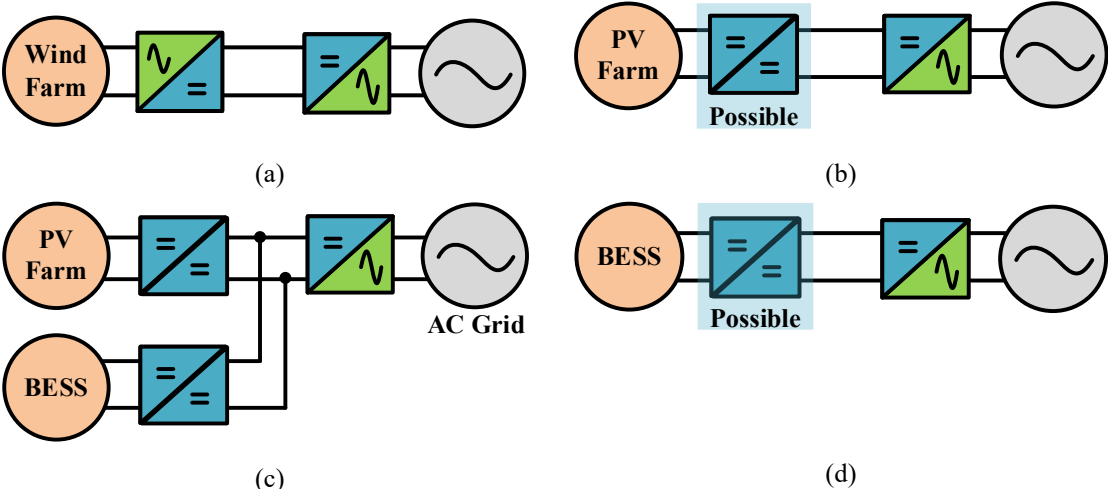 Wind
Farm
(a)
PV
Farm
Possible
(b)
PV
Farm
AC Grid
BESS
(c)
BESS
Possible
(d)